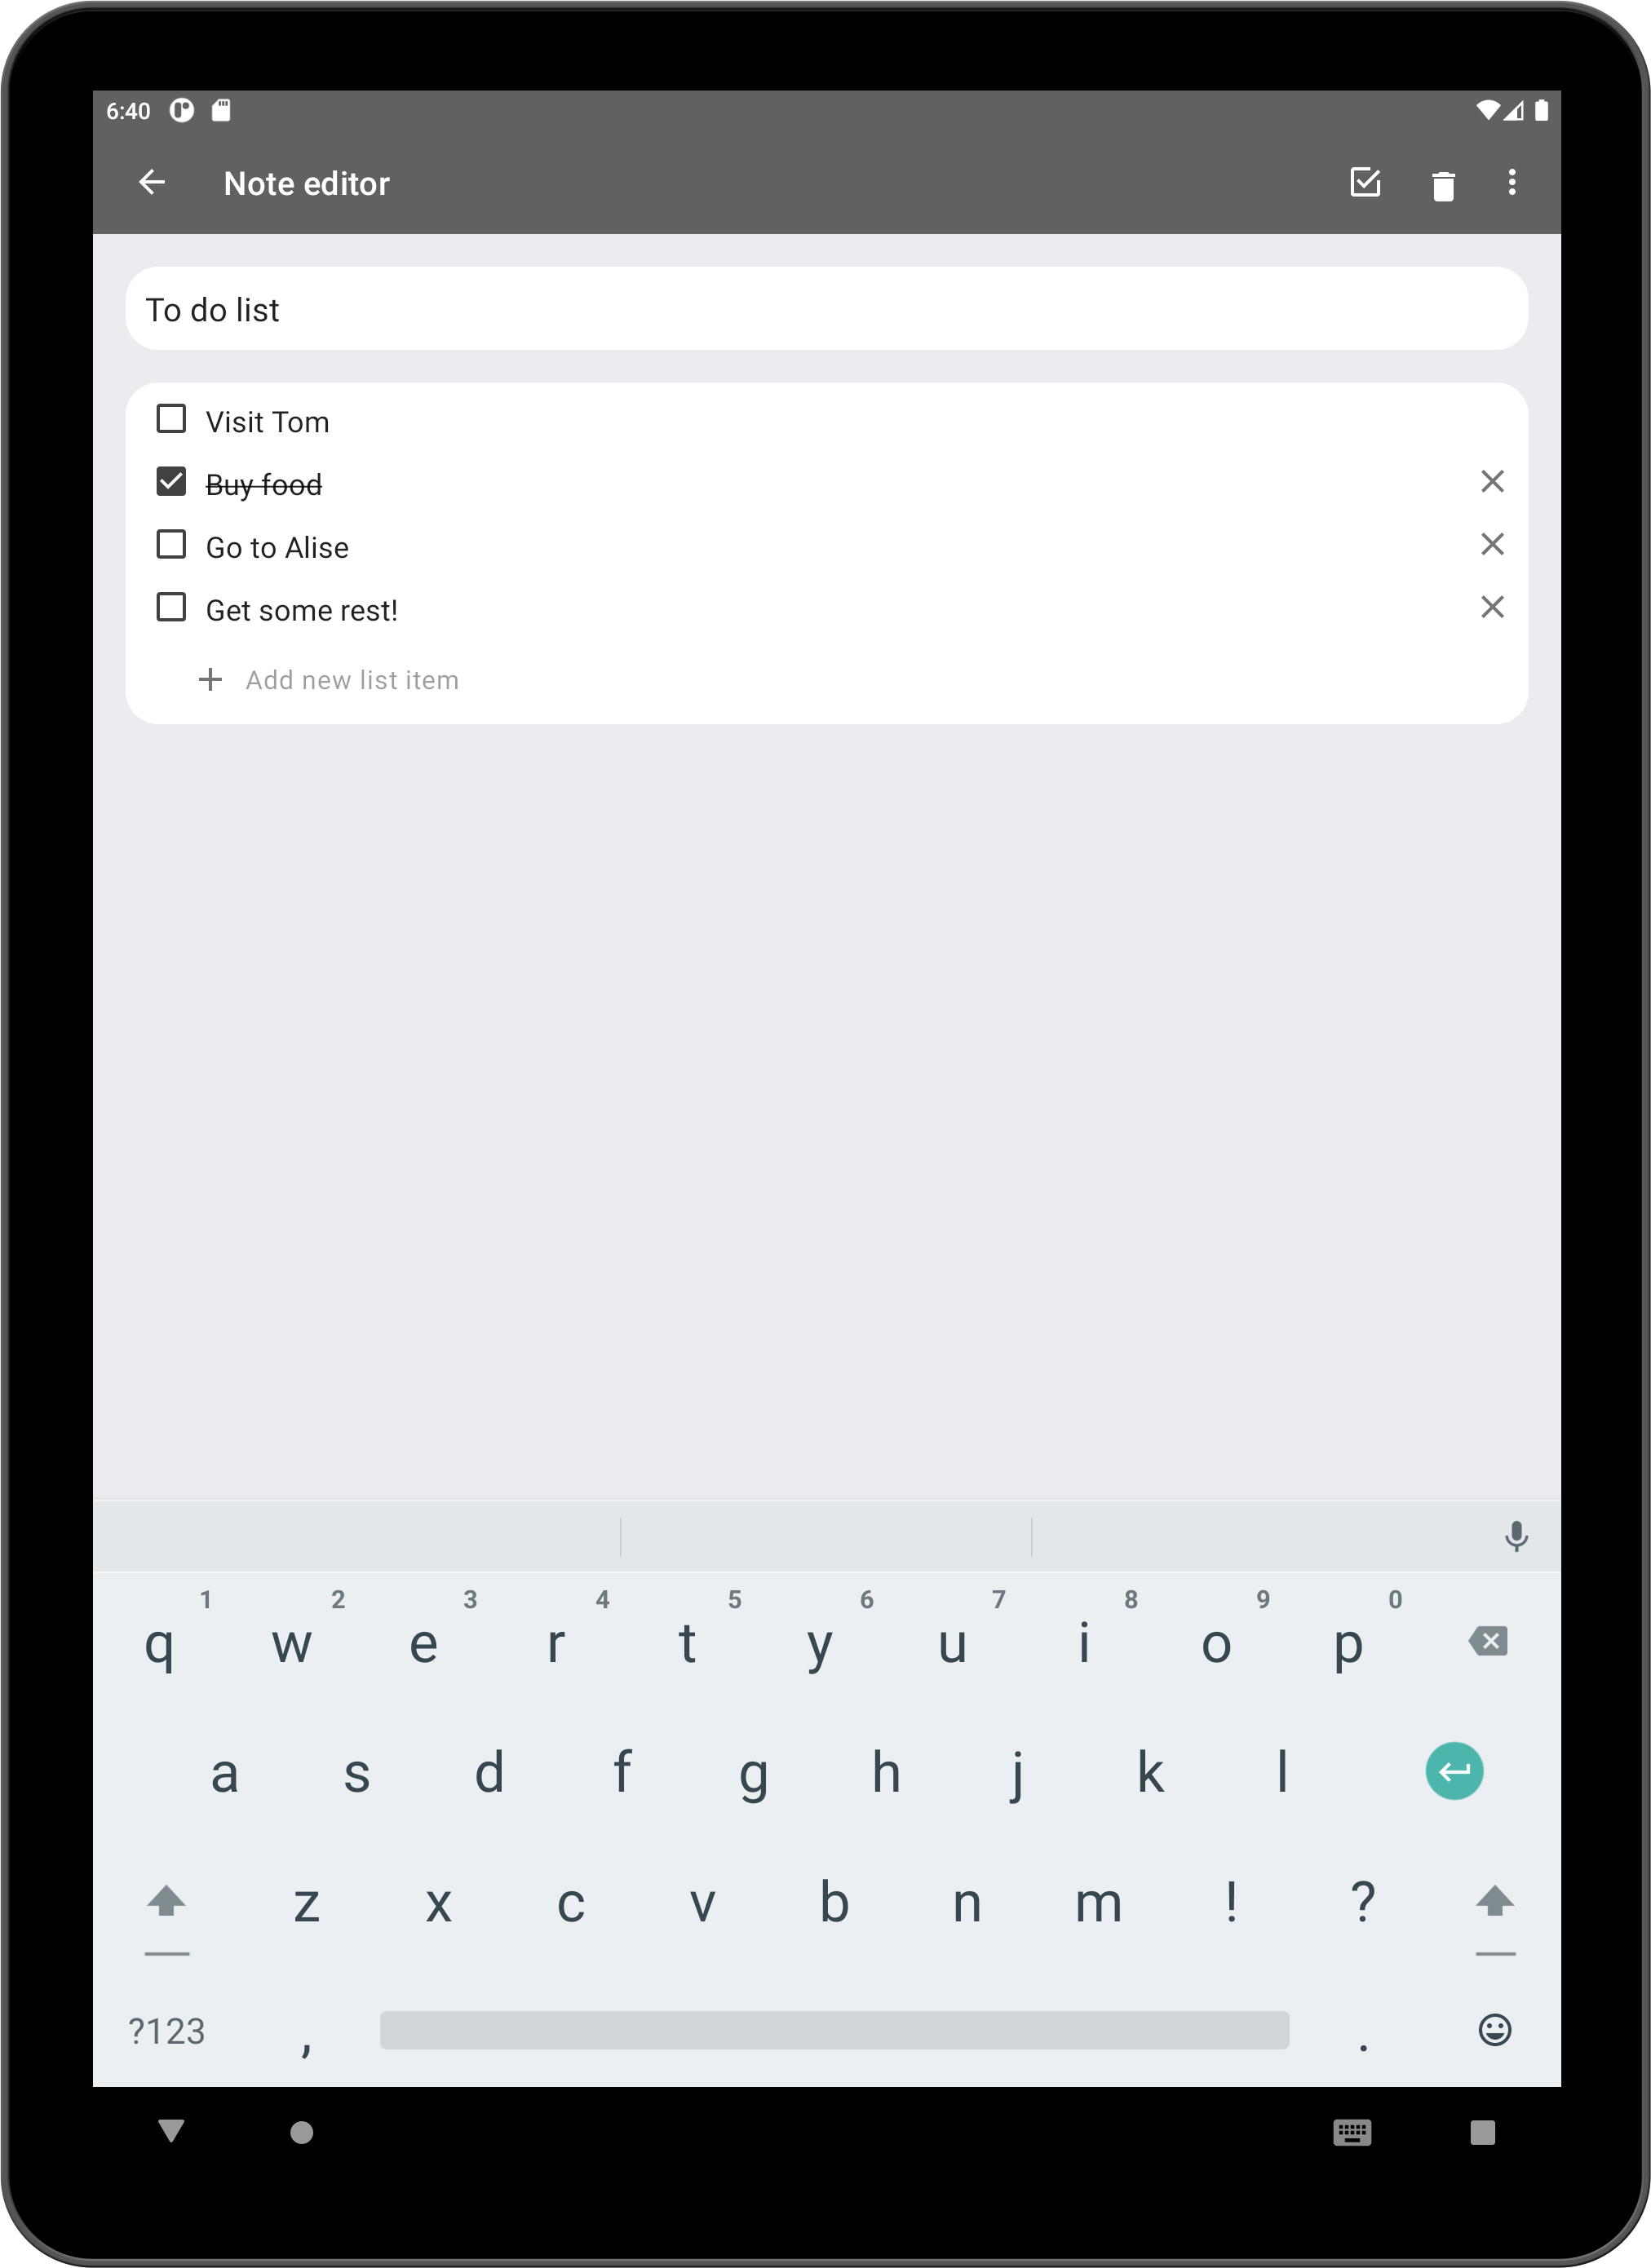 6:40
Note editor
To do list
Visit Tom
Buy food
Go to Alise
Get some rest!
Add new list item
1 2 3 4 5 6 7 8 9 0
q w e r t y u i o p
a s d f g h j k l
z x c v b n m ! ?
?123 , .